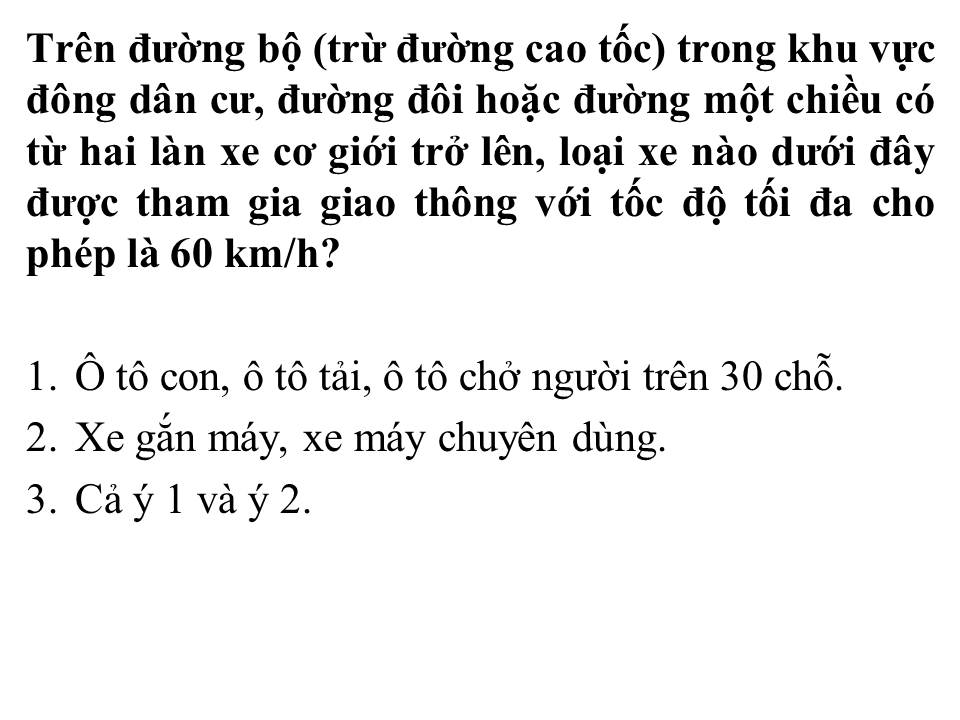 Trên đường bộ (trừ đường cao tốc) trong khu vực
đông dân cư, đường đôi hoặc đường một chiều có
từ hai làn xe cơ giới trở lên, loại xe nào dưới đây
được tham gia giao thông với tốc độ tối đa cho
phép là 60 km/h?
1. Ô tô con, ô tô tải, ô tô chở người trên 30 chỗ.
2. Xe gắn máy, xe máy chuyên dùng.
3. Cả ý 1 và ý 2.